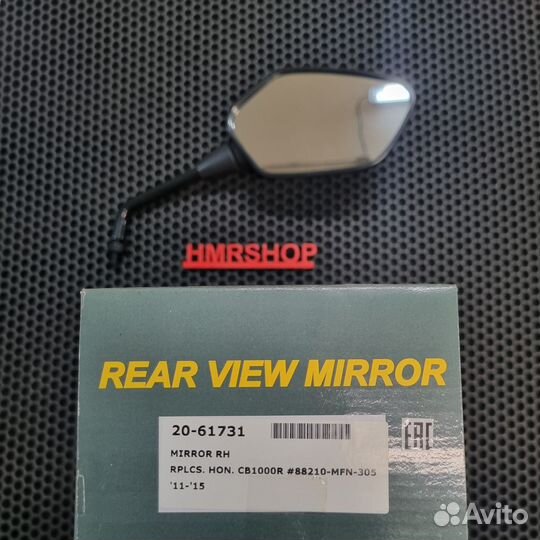 HMRSHOP
REAR VIEW MIRROR
20-61731
MIRROR RH
RPLCS. HON. CB1000R #88210-MFN-305
'11-'15
EAC
Avito